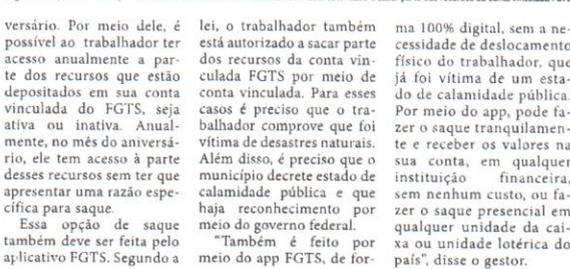 versário. Por meio dele, é
possível ao trabalhador ter
acesso anualmente a par-
te dos recursos que estão
depositados em sua conta
vinculada do FGTS, seja
ativa ou inativa. Anual-
mente, no mês do aniversá-
rio, ele tem acesso à parte
desses recursos sem ter que
apresentar uma razão espe-
cífica para saque.
Essa opção de saque
também deve ser feita pelo
aplicativo FGTS. Segundo a
lei, o trabalhador também
está autorizado a sacar parte
dos recursos da conta vin-
culada FGTS por meio de
conta vinculada. Para esses
casos é preciso que o tra-
balhador comprove que foi
vítima de desastres naturais.
Além disso, é preciso que o
município decrete estado de
calamidade pública e que
haja reconhecimento por
meio do governo federal.
"Também é feito por
meio do app FGTS, de for-
ma 100% digital, sem a ne-
cessidade de deslocamento
físico do trabalhador, que
já foi vítima de um esta-
do de calamidade pública.
Por meio do app, pode fa-
zer o saque tranquilamen-
te e receber os valores na
sua conta, em qualquer
instituição financeira,
sem nenhum custo, ou fa-
zer o saque presencial em
qualquer unidade da cai-
xa ou unidade lotérica do
país", disse o gestor.